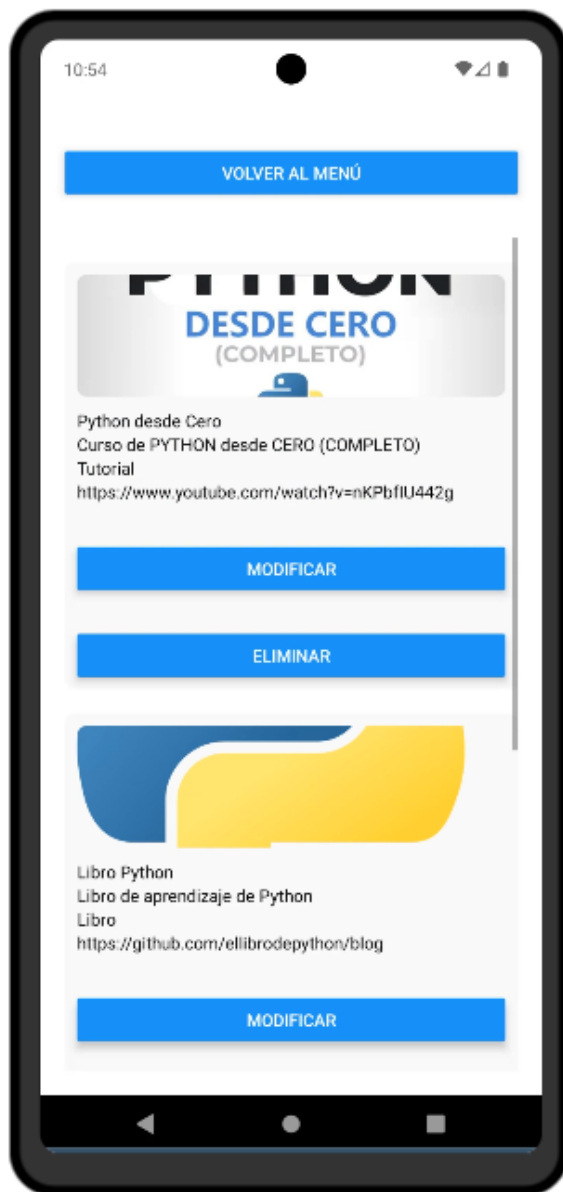 10:54
VOLVER AL MENÚ
PYTHON
DESDE CERO
(COMPLETO)
Python desde Cero
Curso de PYTHON desde CERO (COMPLETO)
Tutorial
https://www.youtube.com/watch?v=nKPbfIU442g
MODIFICAR
ELIMINAR
Libro Python
Libro de aprendizaje de Python
Libro
https://github.com/ellibrodepython/blog
MODIFICAR